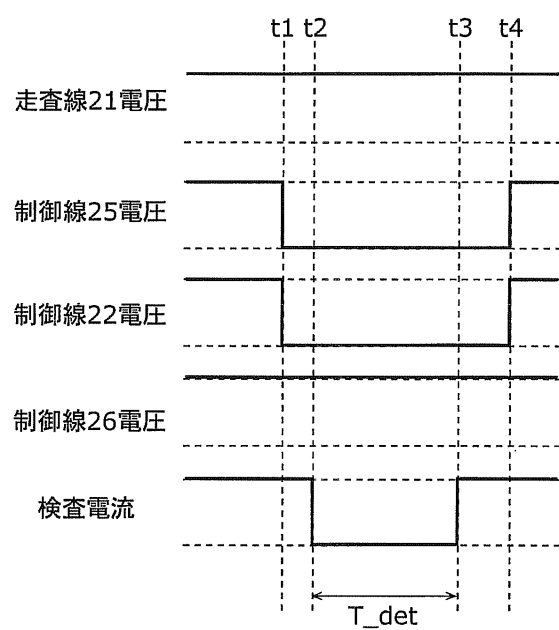 t1 t2 t3 t4
走査線21電圧
制御線25電圧
制御線22電圧
制御線26電圧
検査電流
T_det